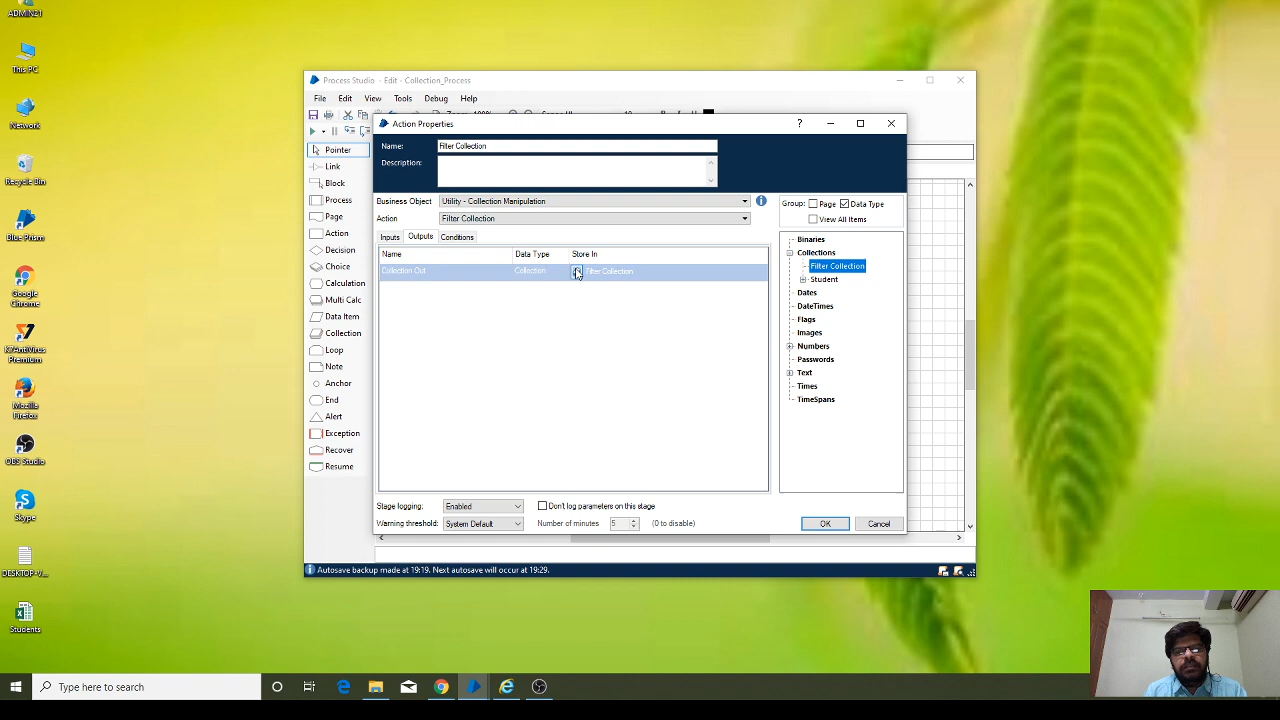 ADMIN21
This PC
Network
Recycle Bin
Blue Prism
Google
Chrome
K7AntiVirus
Premium
Mozilla
Firefox
OBS Studio
Skype
DESKTOP-V...
Students
Process Studio - Edit - Collection_Process
File Edit View Tools Debug Help
Action Properties
?
Name: Filter Collection
Description:
Business Object Utility - Collection Manipulation
Action Filter Collection
Inputs Outputs Conditions
Name Data Type Store In
Collection Out Collection Filter Collection
Group: Page Data Type
View All Items
Binaries
Collections
Filter Collection
Student
Dates
DateTimes
Flags
Images
Numbers
Passwords
Text
Times
TimeSpans
Stage logging: Enabled Don't log parameters on this stage
Warning threshold: System Default Number of minutes 5 (0 to disable)
OK Cancel
Pointer
Link
Block
Process
Page
Action
Decision
Choice
Calculation
Multi Calc
Data Item
Collection
Loop
Note
Anchor
End
Alert
Exception
Recover
Resume
Autosave backup made at 19:19. Next autosave will occur at 19:29.
Type here to search